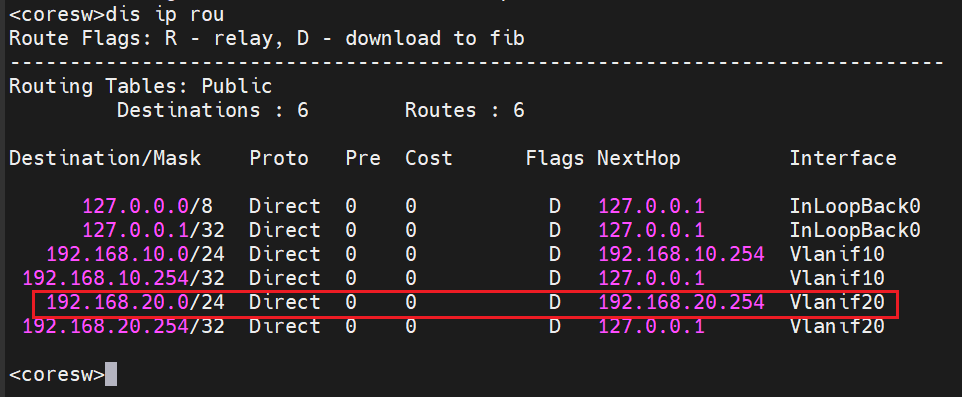 <coresw>dis ip rou
Route Flags: R - relay, D - download to fib
------------------------------------------------------------------------------
Routing Tables: Public
         Destinations : 6        Routes : 6
Destination/Mask    Proto   Pre  Cost      Flags NextHop         Interface
      127.0.0.0/8   Direct  0    0           D   127.0.0.1       InLoopBack0
      127.0.0.1/32  Direct  0    0           D   127.0.0.1       InLoopBack0
   192.168.10.0/24  Direct  0    0           D   192.168.10.254  Vlanif10
 192.168.10.254/32  Direct  0    0           D   127.0.0.1       Vlanif10
   192.168.20.0/24  Direct  0    0           D   192.168.20.254  Vlanif20
 192.168.20.254/32  Direct  0    0           D   127.0.0.1       Vlanif20
<coresw>